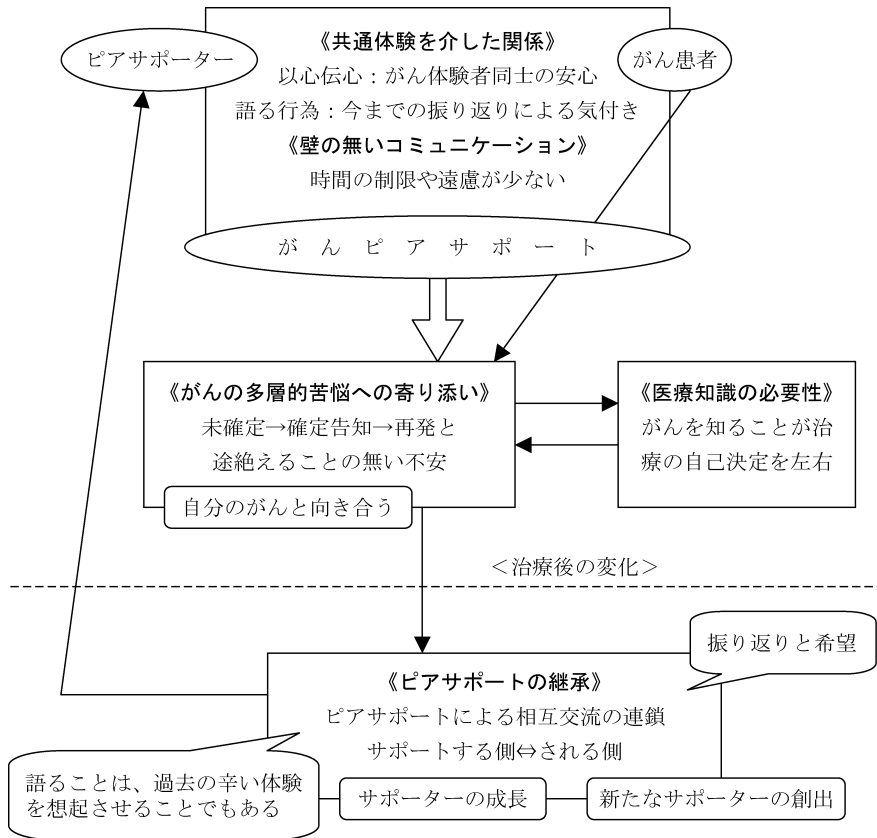 ピアサポーター
《共通体験を介した関係》
がん患者
以心伝心：がん体験者同士の安心
語る行為：今までの振り返りによる気付き
《壁の無いコミュニケーション》
時間の制限や遠慮が少ない
がんピアサポート
《がんの多層的苦悩への寄り添い》
未確定→確定告知→再発と
途絶えることの無い不安
自分のがんと向き合う
《医療知識の必要性》
がんを知ることが治
療の自己決定を左右
＜治療後の変化＞
振り返りと希望
《ピアサポートの継承》
ピアサポートによる相互交流の連鎖
サポートする側⇔される側
語ることは、過去の辛い体験
を想起させることでもある
サポーターの成長
新たなサポーターの創出